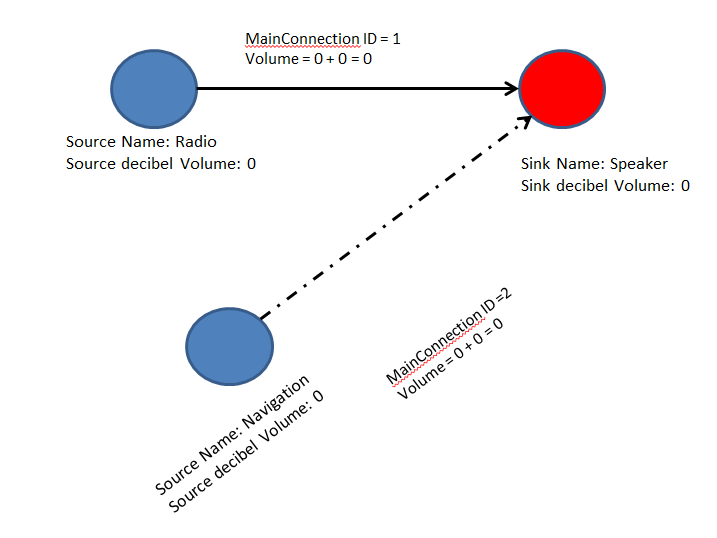 MainConnection ID = 1
Volume = 0 + 0 = 0
Source Name: Radio
Source decibel Volume: 0
Sink Name: Speaker
Sink decibel Volume: 0
MainConnection ID =2
Volume = 0 + 0 = 0
Source Name: Navigation
Source decibel Volume: 0